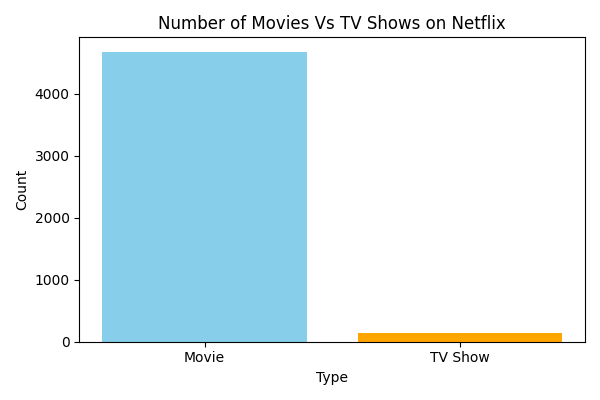 Number of Movies Vs TV Shows on Netflix
4000
3000
2000
1000
0
Count
Movie
TV Show
Type